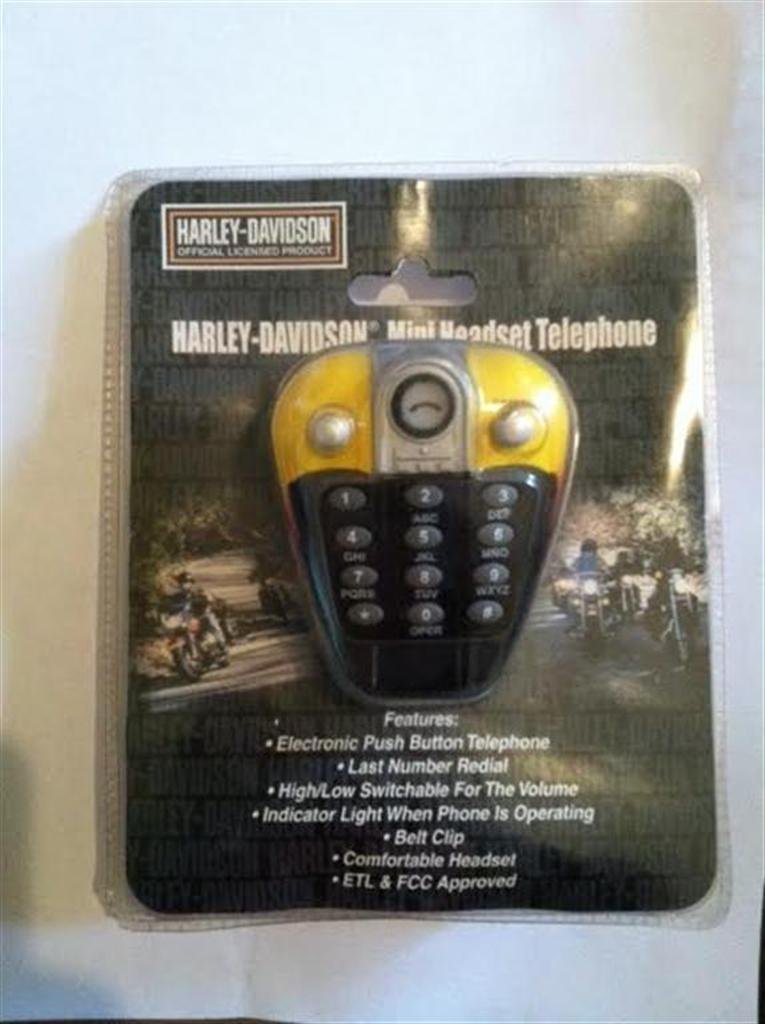 HARLEY-DAVIDSON
OFFICIAL LICENSED PRODUCT
HARLEY-DAVIDSON® Mini Headset Telephone
1 2 3
ABC DEF
4 5 6
GHI JKL MNO
7 8 9
PQRS TUV WXYZ
* 0 #
OPER
Features:
• Electronic Push Button Telephone
• Last Number Redial
• High/Low Switchable For The Volume
• Indicator Light When Phone Is Operating
• Belt Clip
• Comfortable Headset
• ETL & FCC Approved